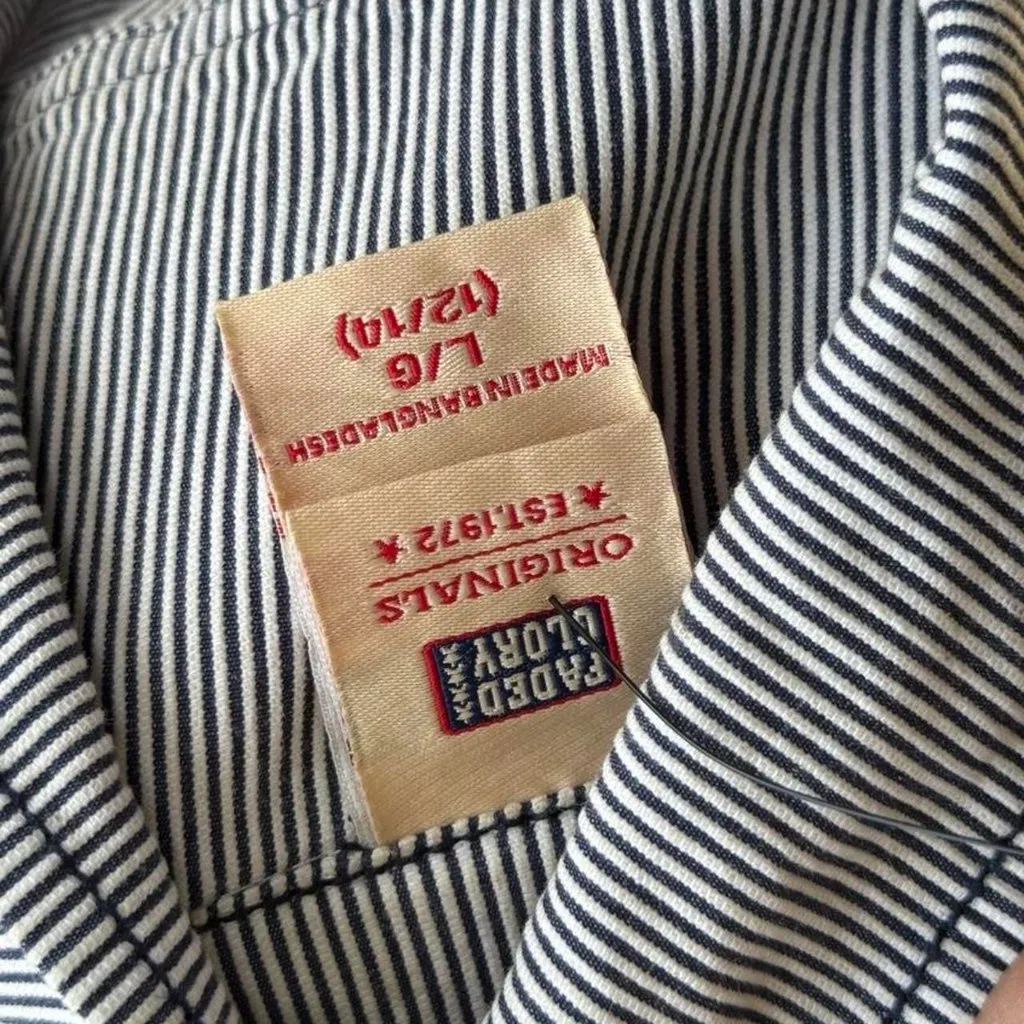 FADED
GLORY
ORIGINALS
★ EST.1972 ★
MADE IN BANGLADESH
L/G
(12/14)